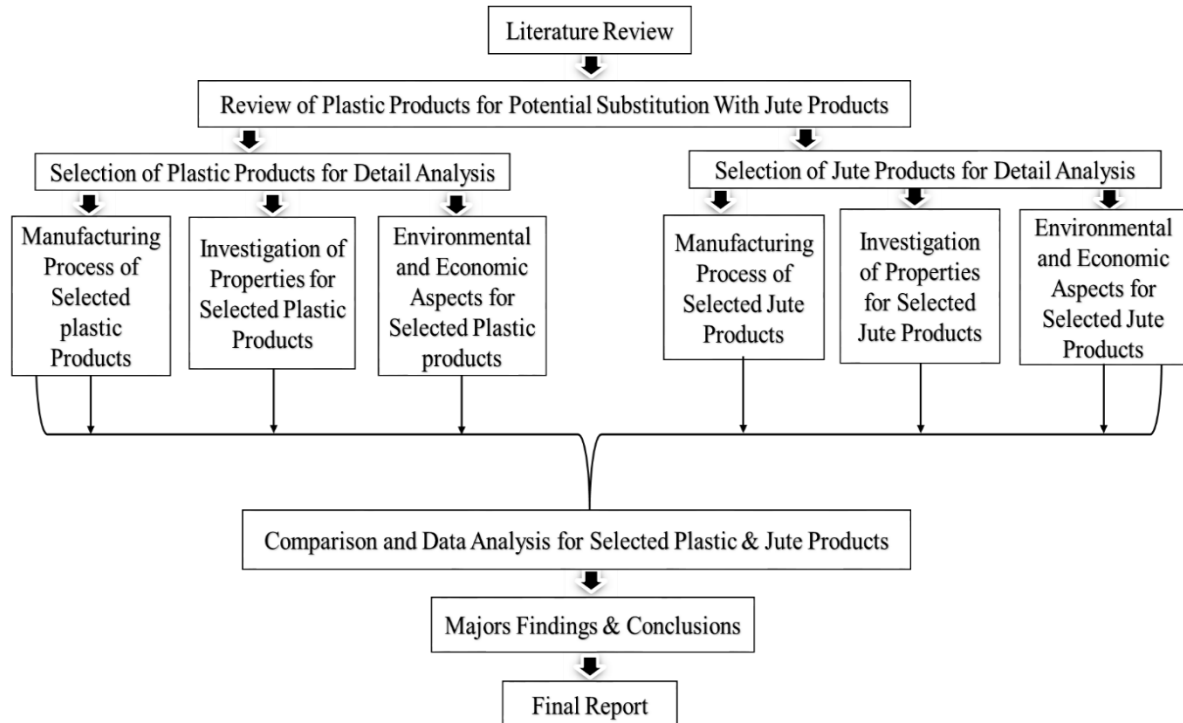 Literature Review
Review of Plastic Products for Potential Substitution With Jute Products
Selection of Plastic Products for Detail Analysis
Selection of Jute Products for Detail Analysis
Manufacturing
Process of
Selected
plastic
Products
Investigation of
Properties for
Selected Plastic
Products
Environmental
and Economic
Aspects for
Selected Plastic
products
Manufacturing
Process of
Selected Jute
Products
Investigation
of Properties
for Selected
Jute Products
Environmental
and Economic
Aspects for
Selected Jute
Products
Comparison and Data Analysis for Selected Plastic & Jute Products
Majors Findings & Conclusions
Final Report